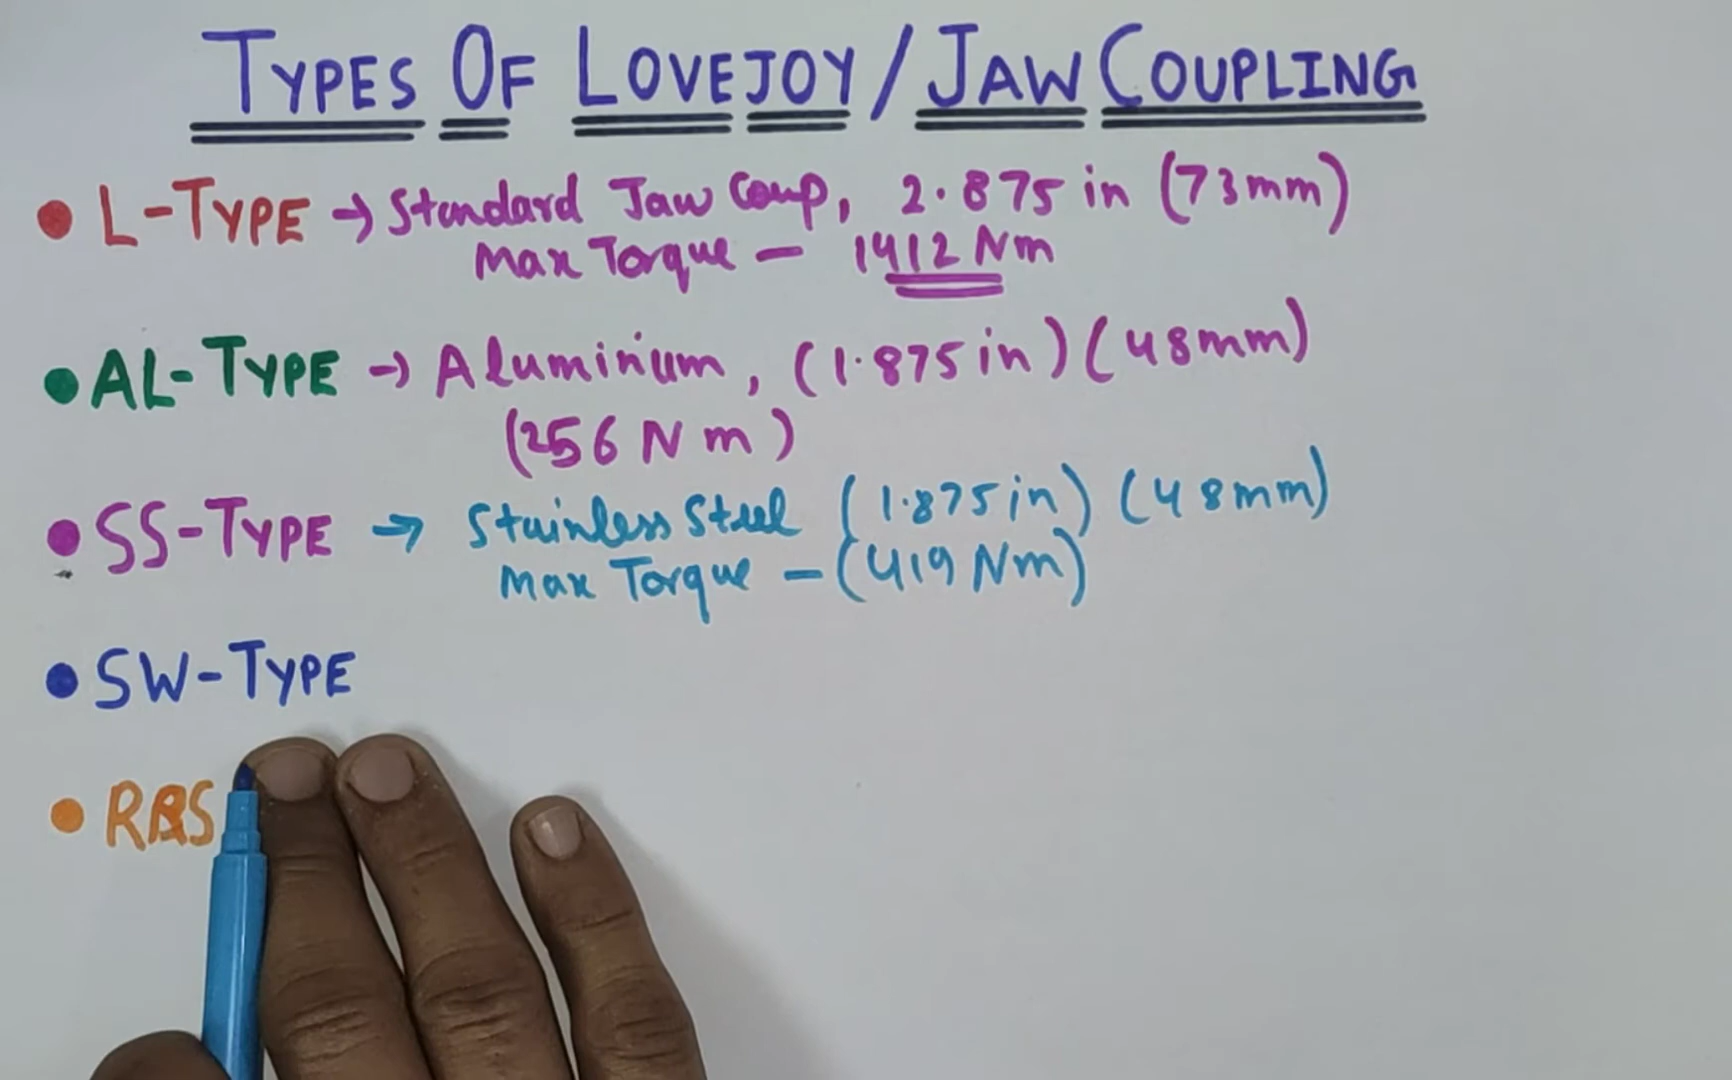 TYPES OF LOVEJOY / JAW COUPLING
• L-TYPE → Standard Jaw Coup, 2.875 in (73mm)
Max Torque - 1412 Nm
• AL-TYPE → Aluminium, (1.875 in) (48mm)
(256 N m)
• SS-TYPE → Stainless Steel (1.875 in) (48mm)
Max Torque - (419 Nm)
• SW-TYPE
• RRS